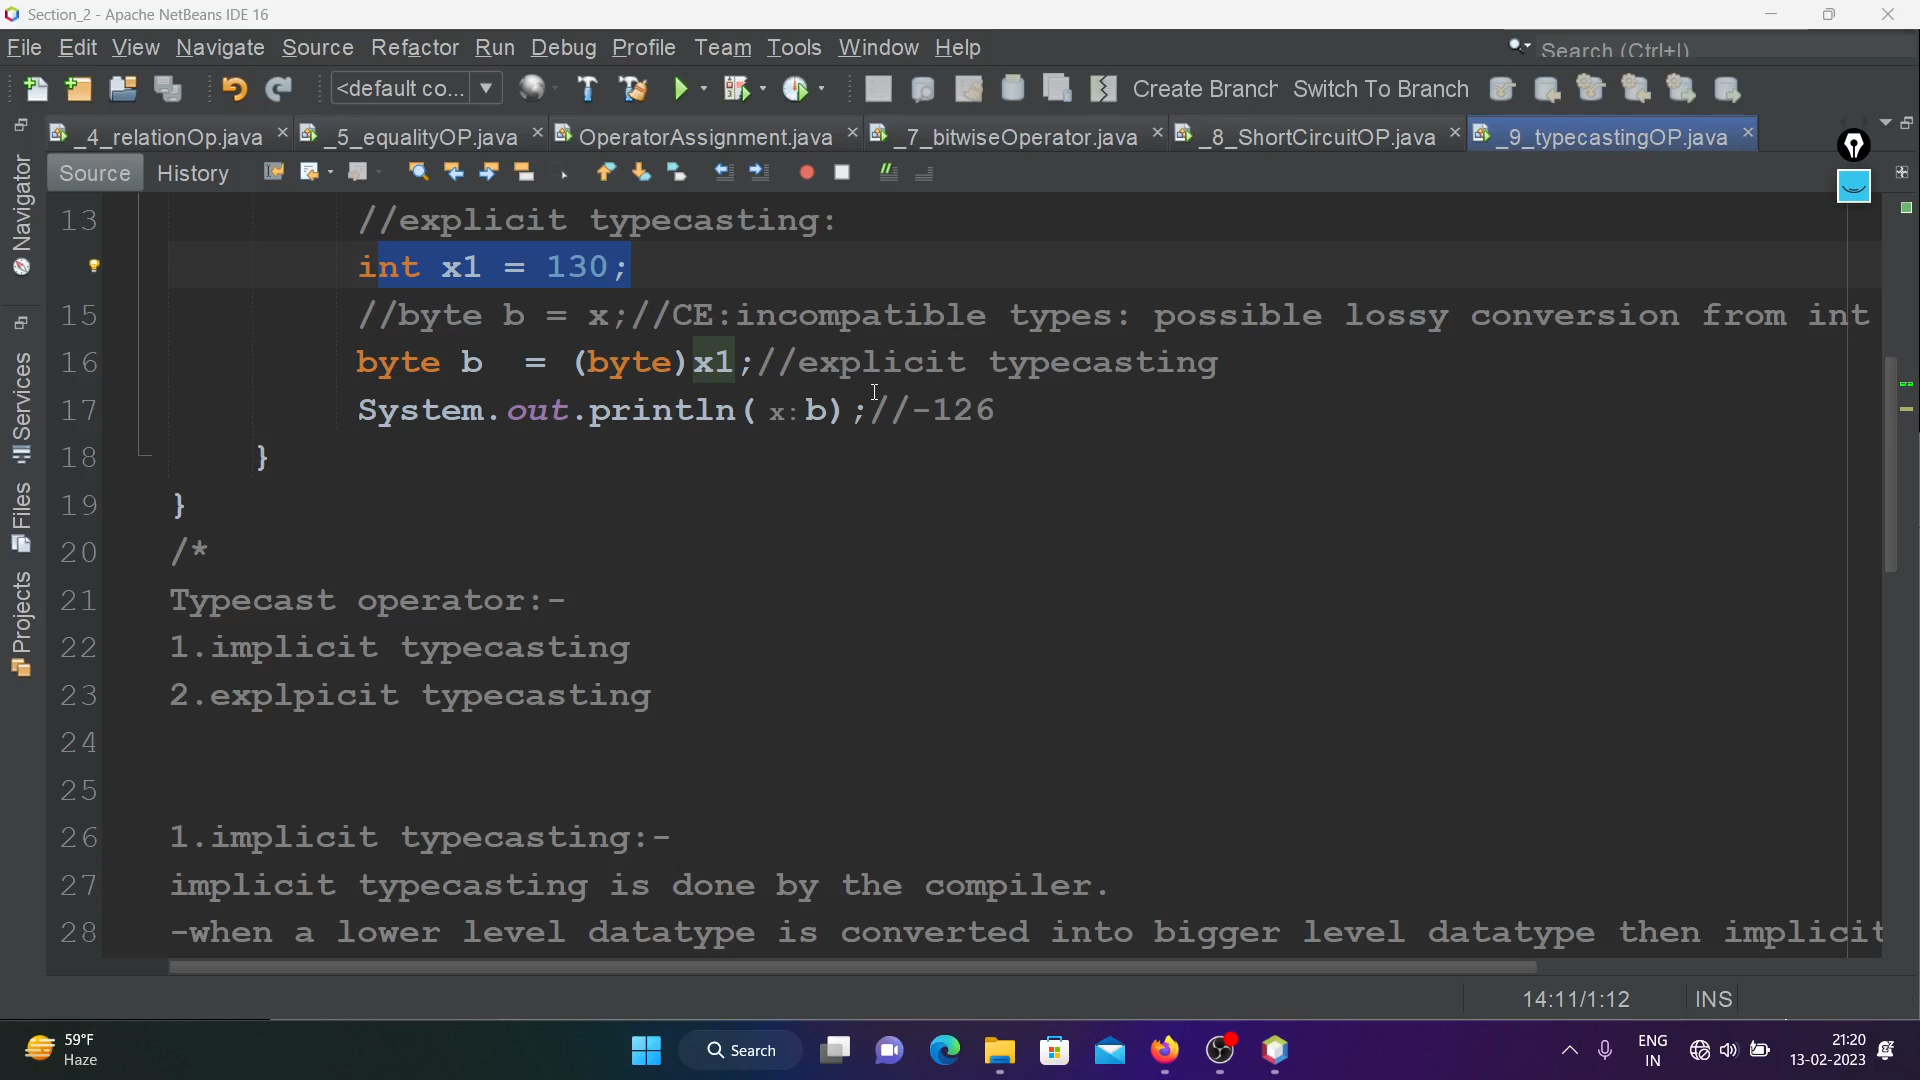 Section_2 - Apache NetBeans IDE 16
File Edit View Navigate Source Refactor Run Debug Profile Team Tools Window Help
Search (Ctrl+I)
<default co...
Create Branch Switch To Branch
_4_relationOp.java
_5_equalityOP.java
OperatorAssignment.java
_7_bitwiseOperator.java
_8_ShortCircuitOP.java
_9_typecastingOP.java
Source History
Navigator
Services
Files
Projects
13 //explicit typecasting:
int x1 = 130;
15 //byte b = x;//CE:incompatible types: possible lossy conversion from int
16 byte b  = (byte)x1;//explicit typecasting
17 System.out.println( x: b);//-126
18 }
19 }
20 /*
21 Typecast operator:-
22 1.implicit typecasting
23 2.explpicit typecasting
24
25
26 1.implicit typecasting:-
27 implicit typecasting is done by the compiler.
28 -when a lower level datatype is converted into bigger level datatype then implicit
14:11/1:12 INS
59°F
Haze
Search
ENG
IN
21:20
13-02-2023